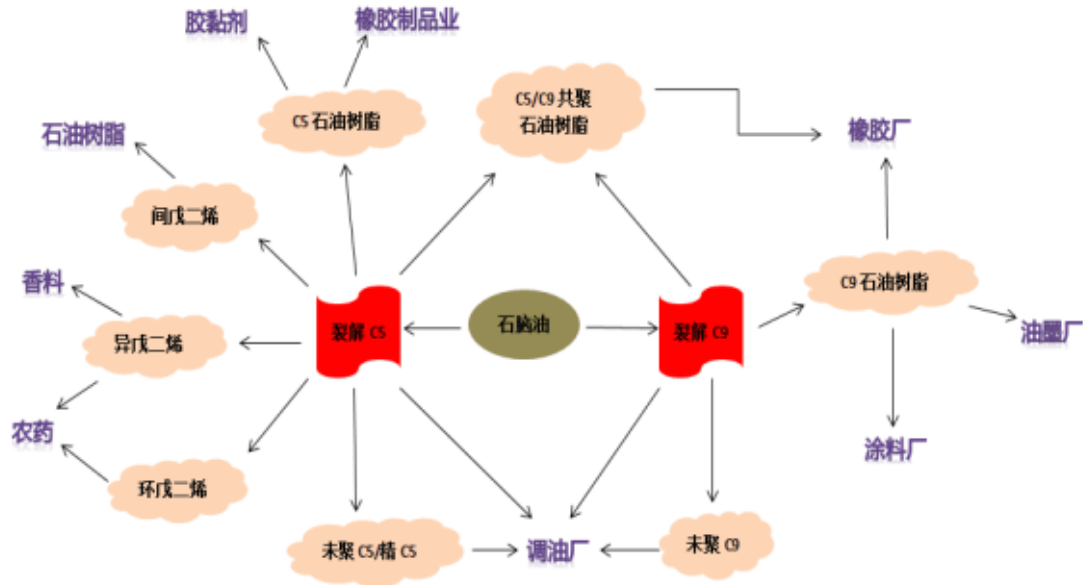 胶黏剂
橡胶制品业
C5 石油树脂
C5/C9 共聚
石油树脂
石油树脂
橡胶厂
间戊二烯
香料
C9 石油树脂
裂解 C5
石脑油
裂解 C9
油墨厂
异戊二烯
农药
涂料厂
环戊二烯
未聚 C5/精 C5
调油厂
未聚 C9